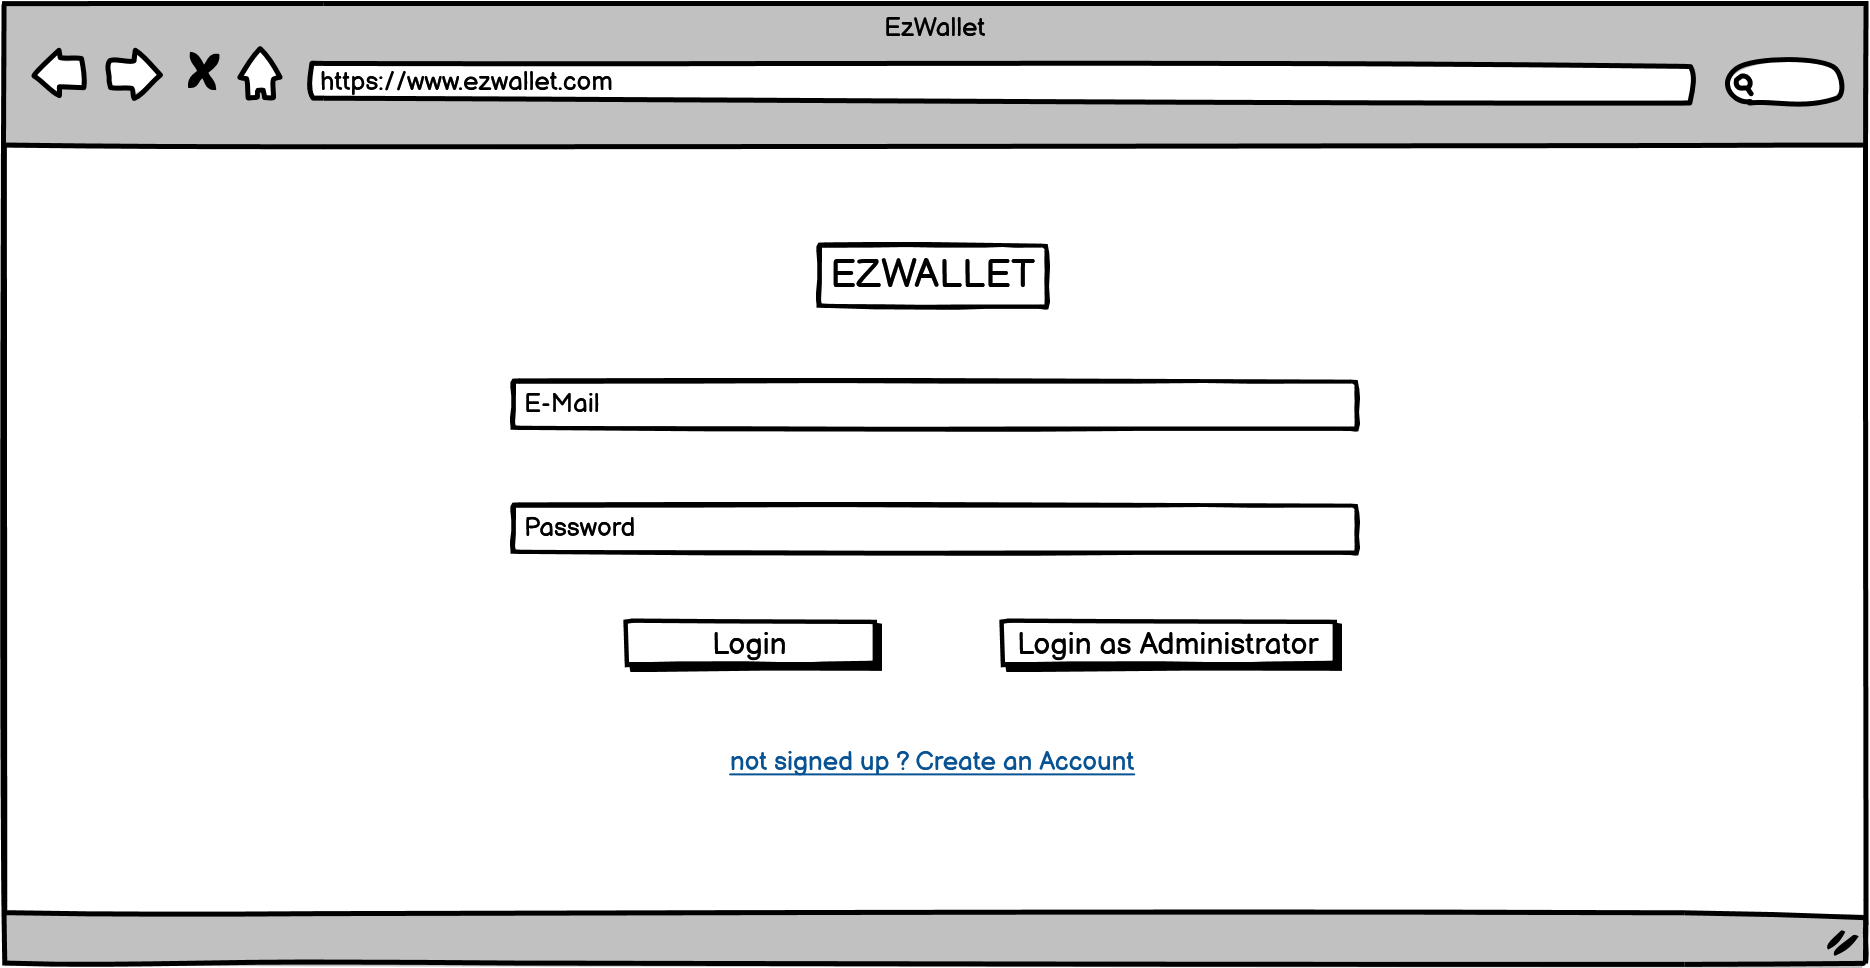 EzWallet
https://www.ezwallet.com
EZWALLET
E-Mail
Password
Login
Login as Administrator
not signed up ? Create an Account